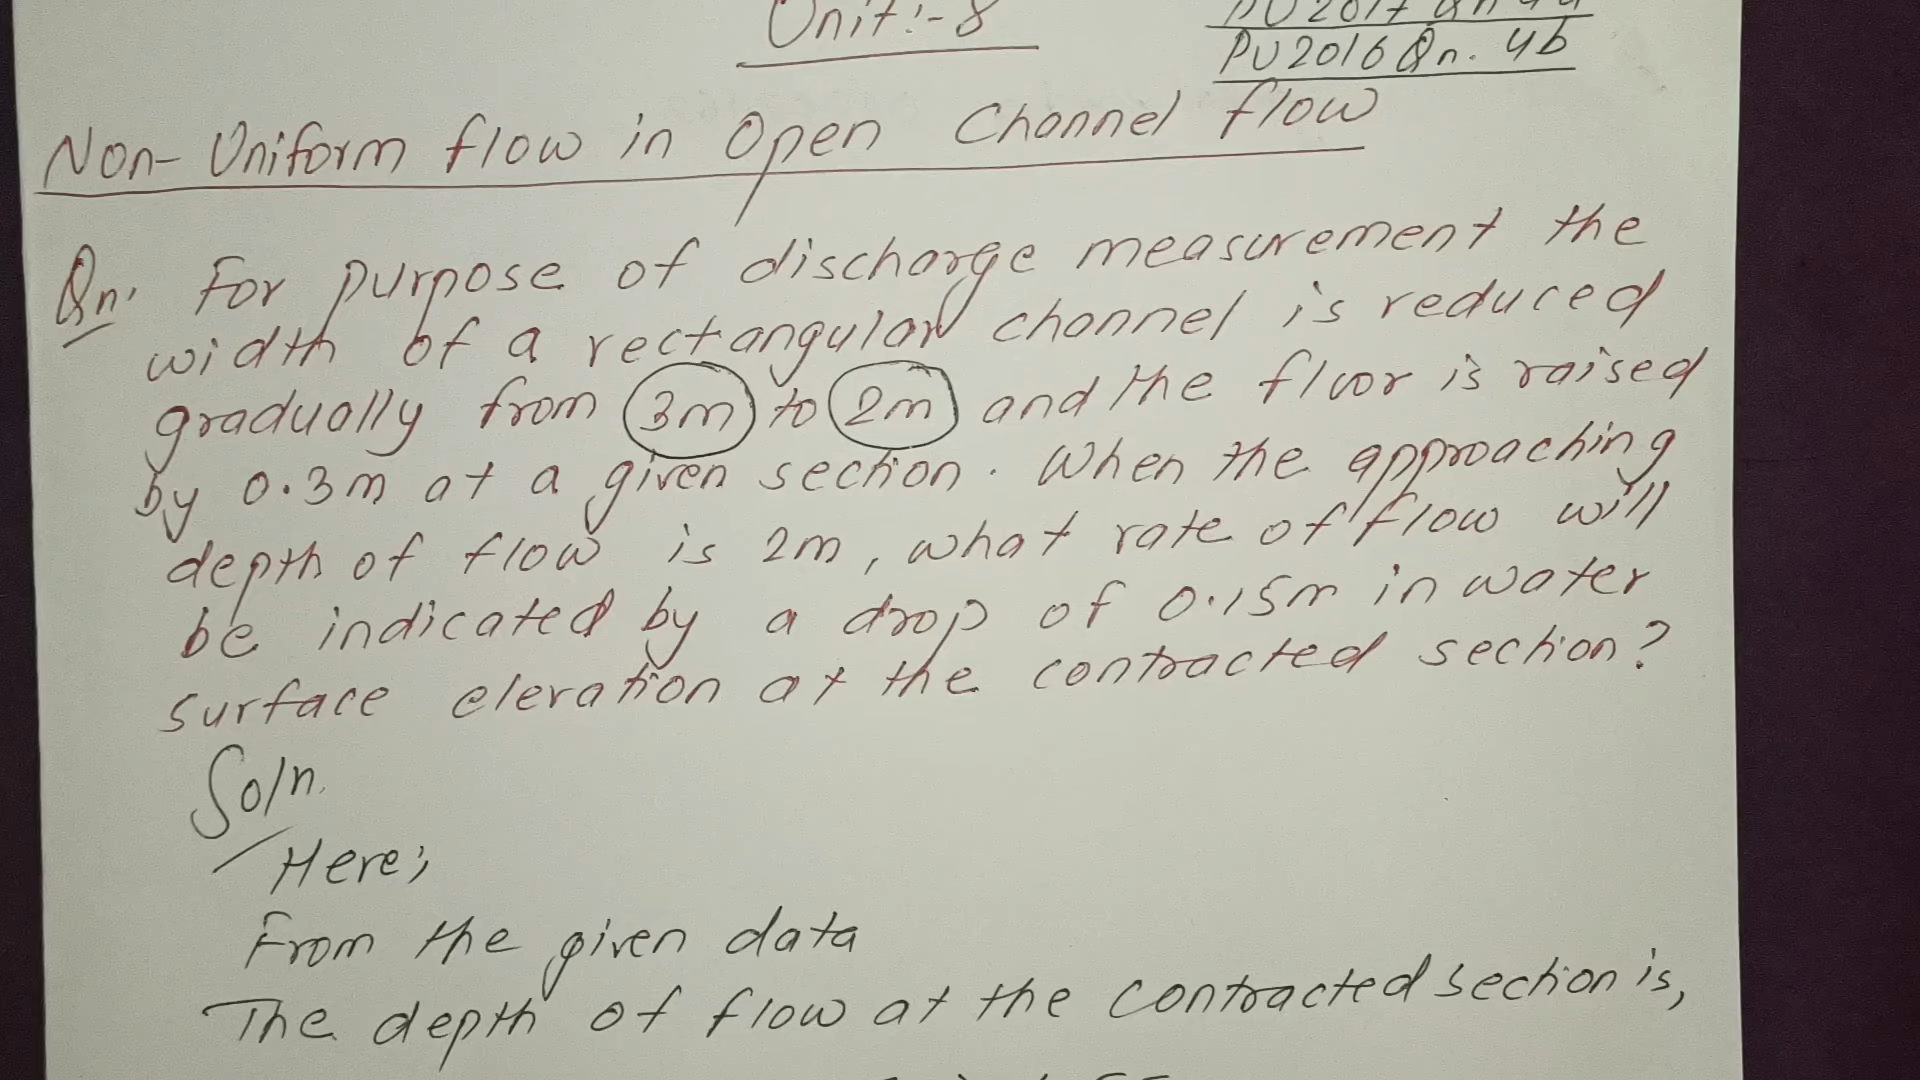 Unit:- 8
PU 2017 Qn
PU 2016 Qn. 4b
Non-Uniform flow in Open Channel flow
Qn. For purpose of discharge measurement the
width of a rectangular channel is reduced
gradually from 3m to 2m and the floor is raised
by 0.3m at a given section. When the approaching
depth of flow is 2m, what rate of flow will
be indicated by a drop of 0.15m in water
surface elevation at the contracted section?
Soln.
Here;
From the given data
The depth of flow at the contracted section is,